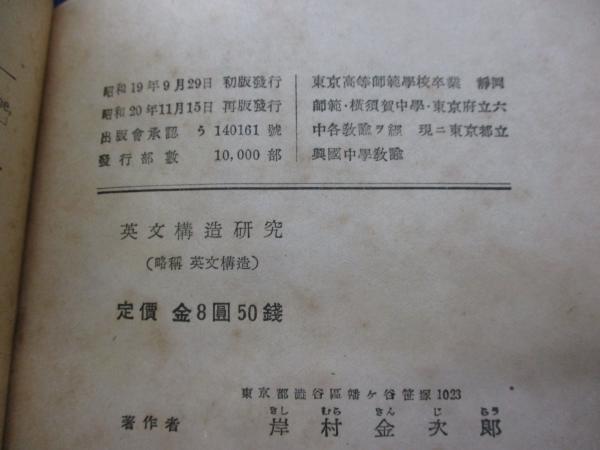 昭和19年9月29日 初版發行
昭和20年11月15日 再版發行
出版會承認 う 140161 號
發行部數 10,000 部
東京高等師範學校卒業 靜岡
師範・橫須賀中學・東京府立六
中各敎諭ヲ經 現ニ東京都立
興國中學敎諭
英文構造硏究
(略稱 英文構造)
定價 金8圓50錢
東京都澁谷區幡ヶ谷笹塚1023
きし むら きん じ らう
著作者 岸村金次郞